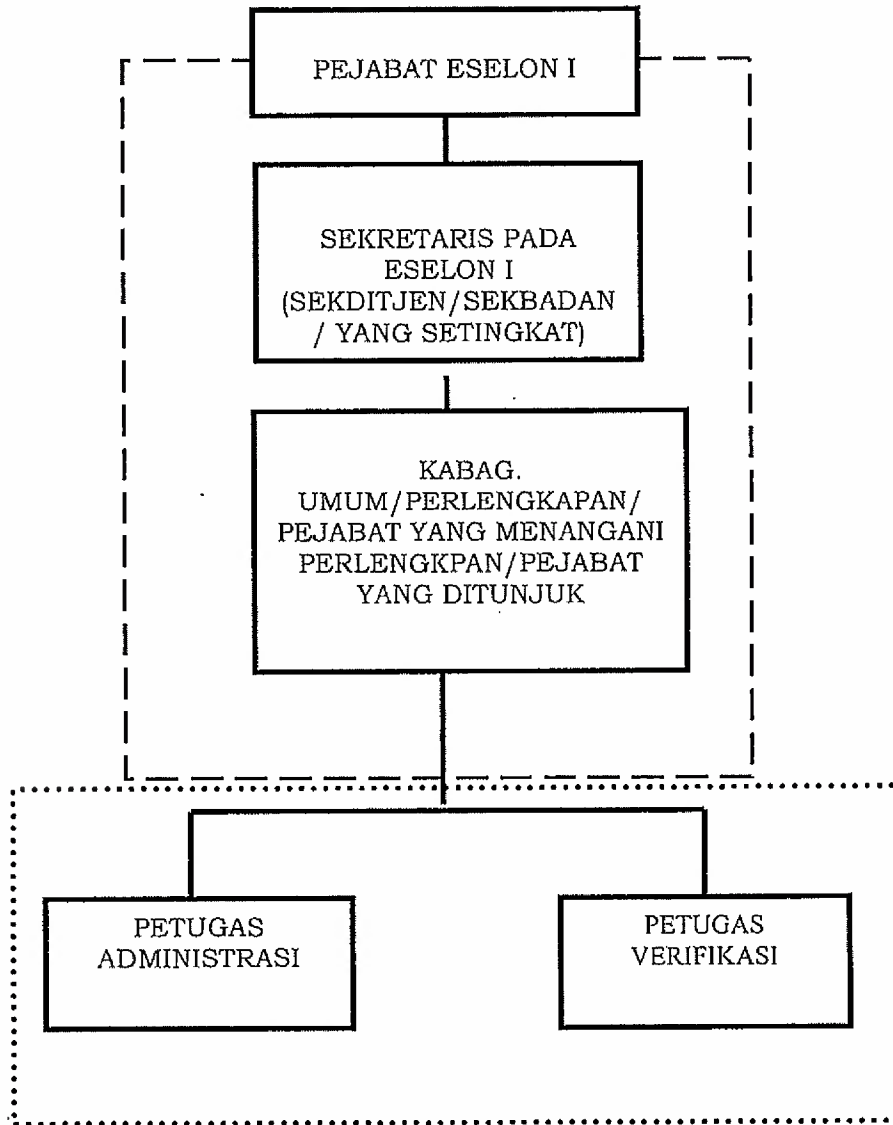 PEJABAT ESELON I
SEKRETARIS PADA
ESELON I
(SEKDITJEN/SEKBADAN
/ YANG SETINGKAT)
KABAG.
UMUM/PERLENGKAPAN/
PEJABAT YANG MENANGANI
PERLENGKPAN/PEJABAT
YANG DITUNJUK
PETUGAS
ADMINISTRASI
PETUGAS
VERIFIKASI